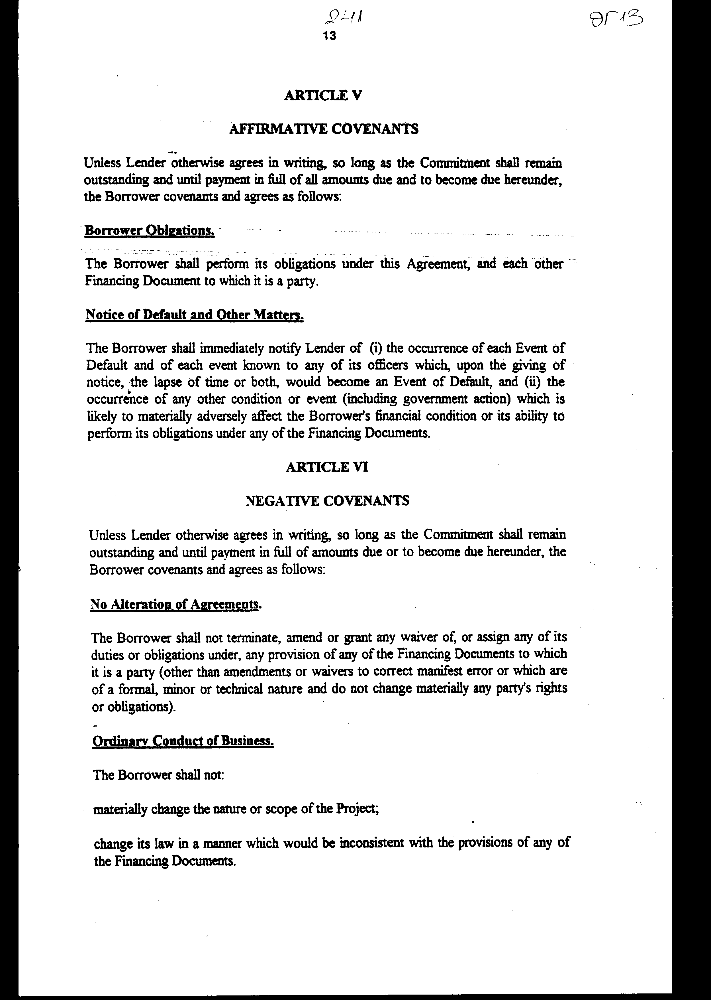 241
13
ARTICLE V
AFFIRMATIVE COVENANTS
Unless Lender otherwise agrees in writing, so long as the Commitment shall remain
outstanding and until payment in full of all amounts due and to become due hereunder,
the Borrower covenants and agrees as follows:
Borrower Oblgations.
The Borrower shall perform its obligations under this Agreement, and each other
Financing Document to which it is a party.
Notice of Default and Other Matters.
The Borrower shall immediately notify Lender of (i) the occurrence of each Event of
Default and of each event known to any of its officers which, upon the giving of
notice, the lapse of time or both, would become an Event of Default, and (ii) the
occurrence of any other condition or event (including government action) which is
likely to materially adversely affect the Borrower's financial condition or its ability to
perform its obligations under any of the Financing Documents.
ARTICLE VI
NEGATIVE COVENANTS
Unless Lender otherwise agrees in writing, so long as the Commitment shall remain
outstanding and until payment in full of amounts due or to become due hereunder, the
Borrower covenants and agrees as follows:
No Alteration of Agreements.
The Borrower shall not terminate, amend or grant any waiver of, or assign any of its
duties or obligations under, any provision of any of the Financing Documents to which
it is a party (other than amendments or waivers to correct manifest error or which are
of a formal, minor or technical nature and do not change materially any party's rights
or obligations).
Ordinary Conduct of Business.
The Borrower shall not:
materially change the nature or scope of the Project;
change its law in a manner which would be inconsistent with the provisions of any of
the Financing Documents.